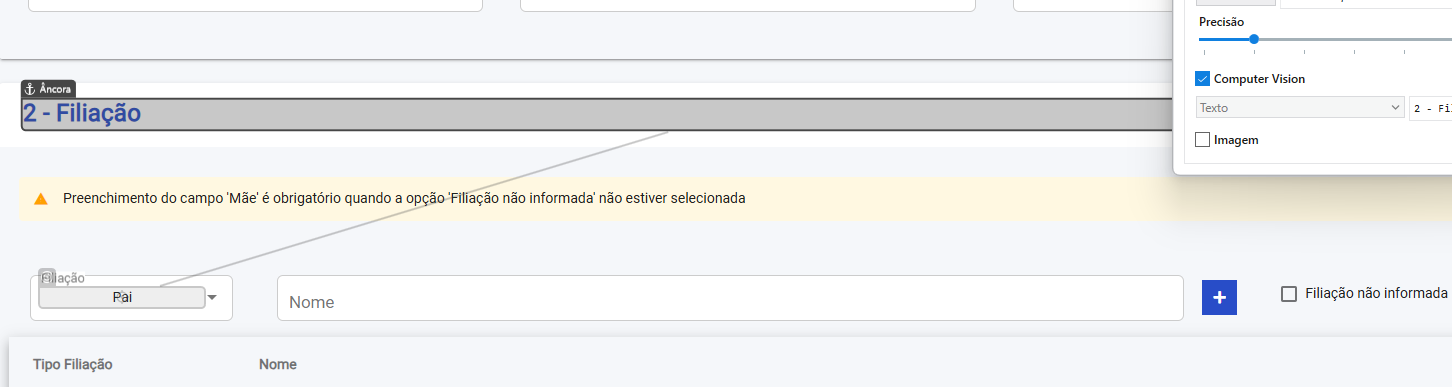 Precisão
Âncora
2 - Filiação
Computer Vision
Texto
2 - Fi
Imagem
Preenchimento do campo 'Mãe' é obrigatório quando a opção 'Filiação não informada' não estiver selecionada
Filiação
Pai
Nome
+
Filiação não informada
Tipo Filiação
Nome